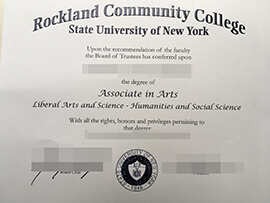 Rockland Community College
State University of New York
Upon the recommendation of the faculty
the Board of Trustees has conferred upon
the degree of
Associate in Arts
Liberal Arts and Science - Humanities and Social Science
With all the rights, honors and privileges pertaining to
that degree